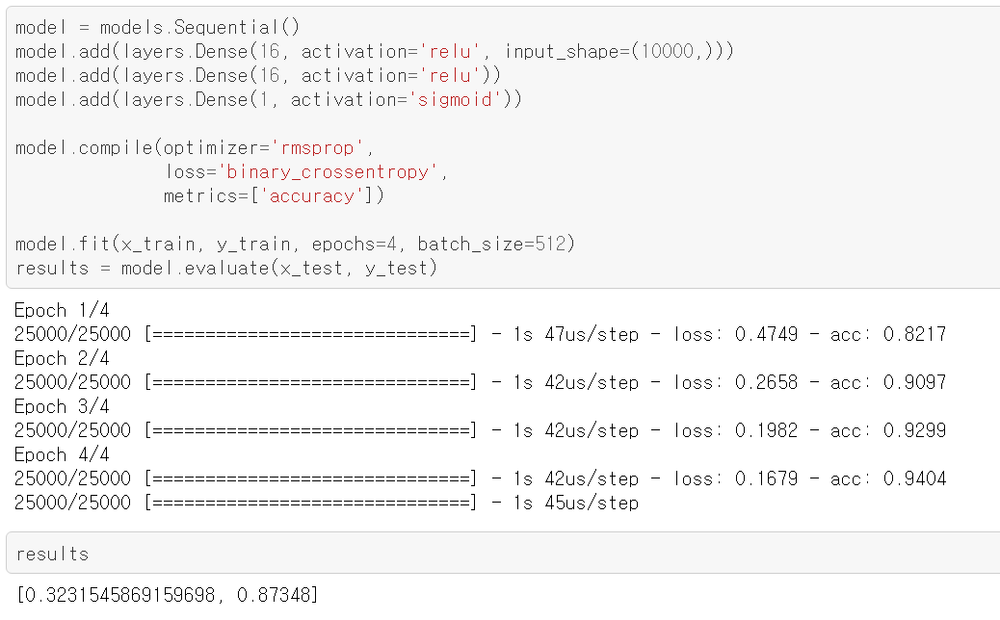 model = models.Sequential()
model.add(layers.Dense(16, activation='relu', input_shape=(10000,)))
model.add(layers.Dense(16, activation='relu'))
model.add(layers.Dense(1, activation='sigmoid'))

model.compile(optimizer='rmsprop',
              loss='binary_crossentropy',
              metrics=['accuracy'])

model.fit(x_train, y_train, epochs=4, batch_size=512)
results = model.evaluate(x_test, y_test)
Epoch 1/4
25000/25000 [==============================] - 1s 47us/step - loss: 0.4749 - acc: 0.8217
Epoch 2/4
25000/25000 [==============================] - 1s 42us/step - loss: 0.2658 - acc: 0.9097
Epoch 3/4
25000/25000 [==============================] - 1s 42us/step - loss: 0.1982 - acc: 0.9299
Epoch 4/4
25000/25000 [==============================] - 1s 42us/step - loss: 0.1679 - acc: 0.9404
25000/25000 [==============================] - 1s 45us/step
results
[0.3231545869159698, 0.87348]